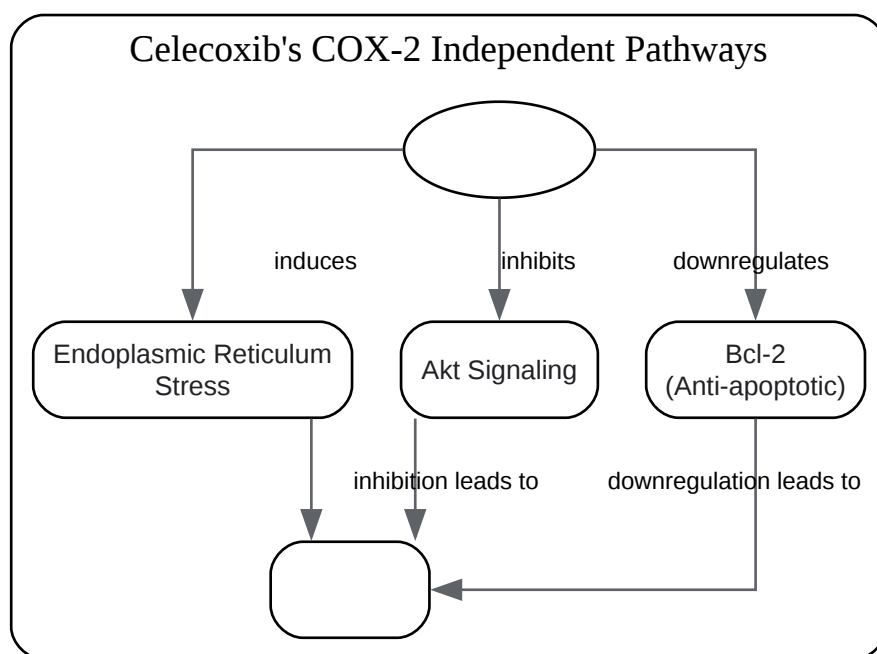 Celecoxib's COX-2 Independent Pathways
induces
inhibits
downregulates
Endoplasmic Reticulum
Stress
Akt Signaling
Bcl-2
(Anti-apoptotic)
inhibition leads to
downregulation leads to